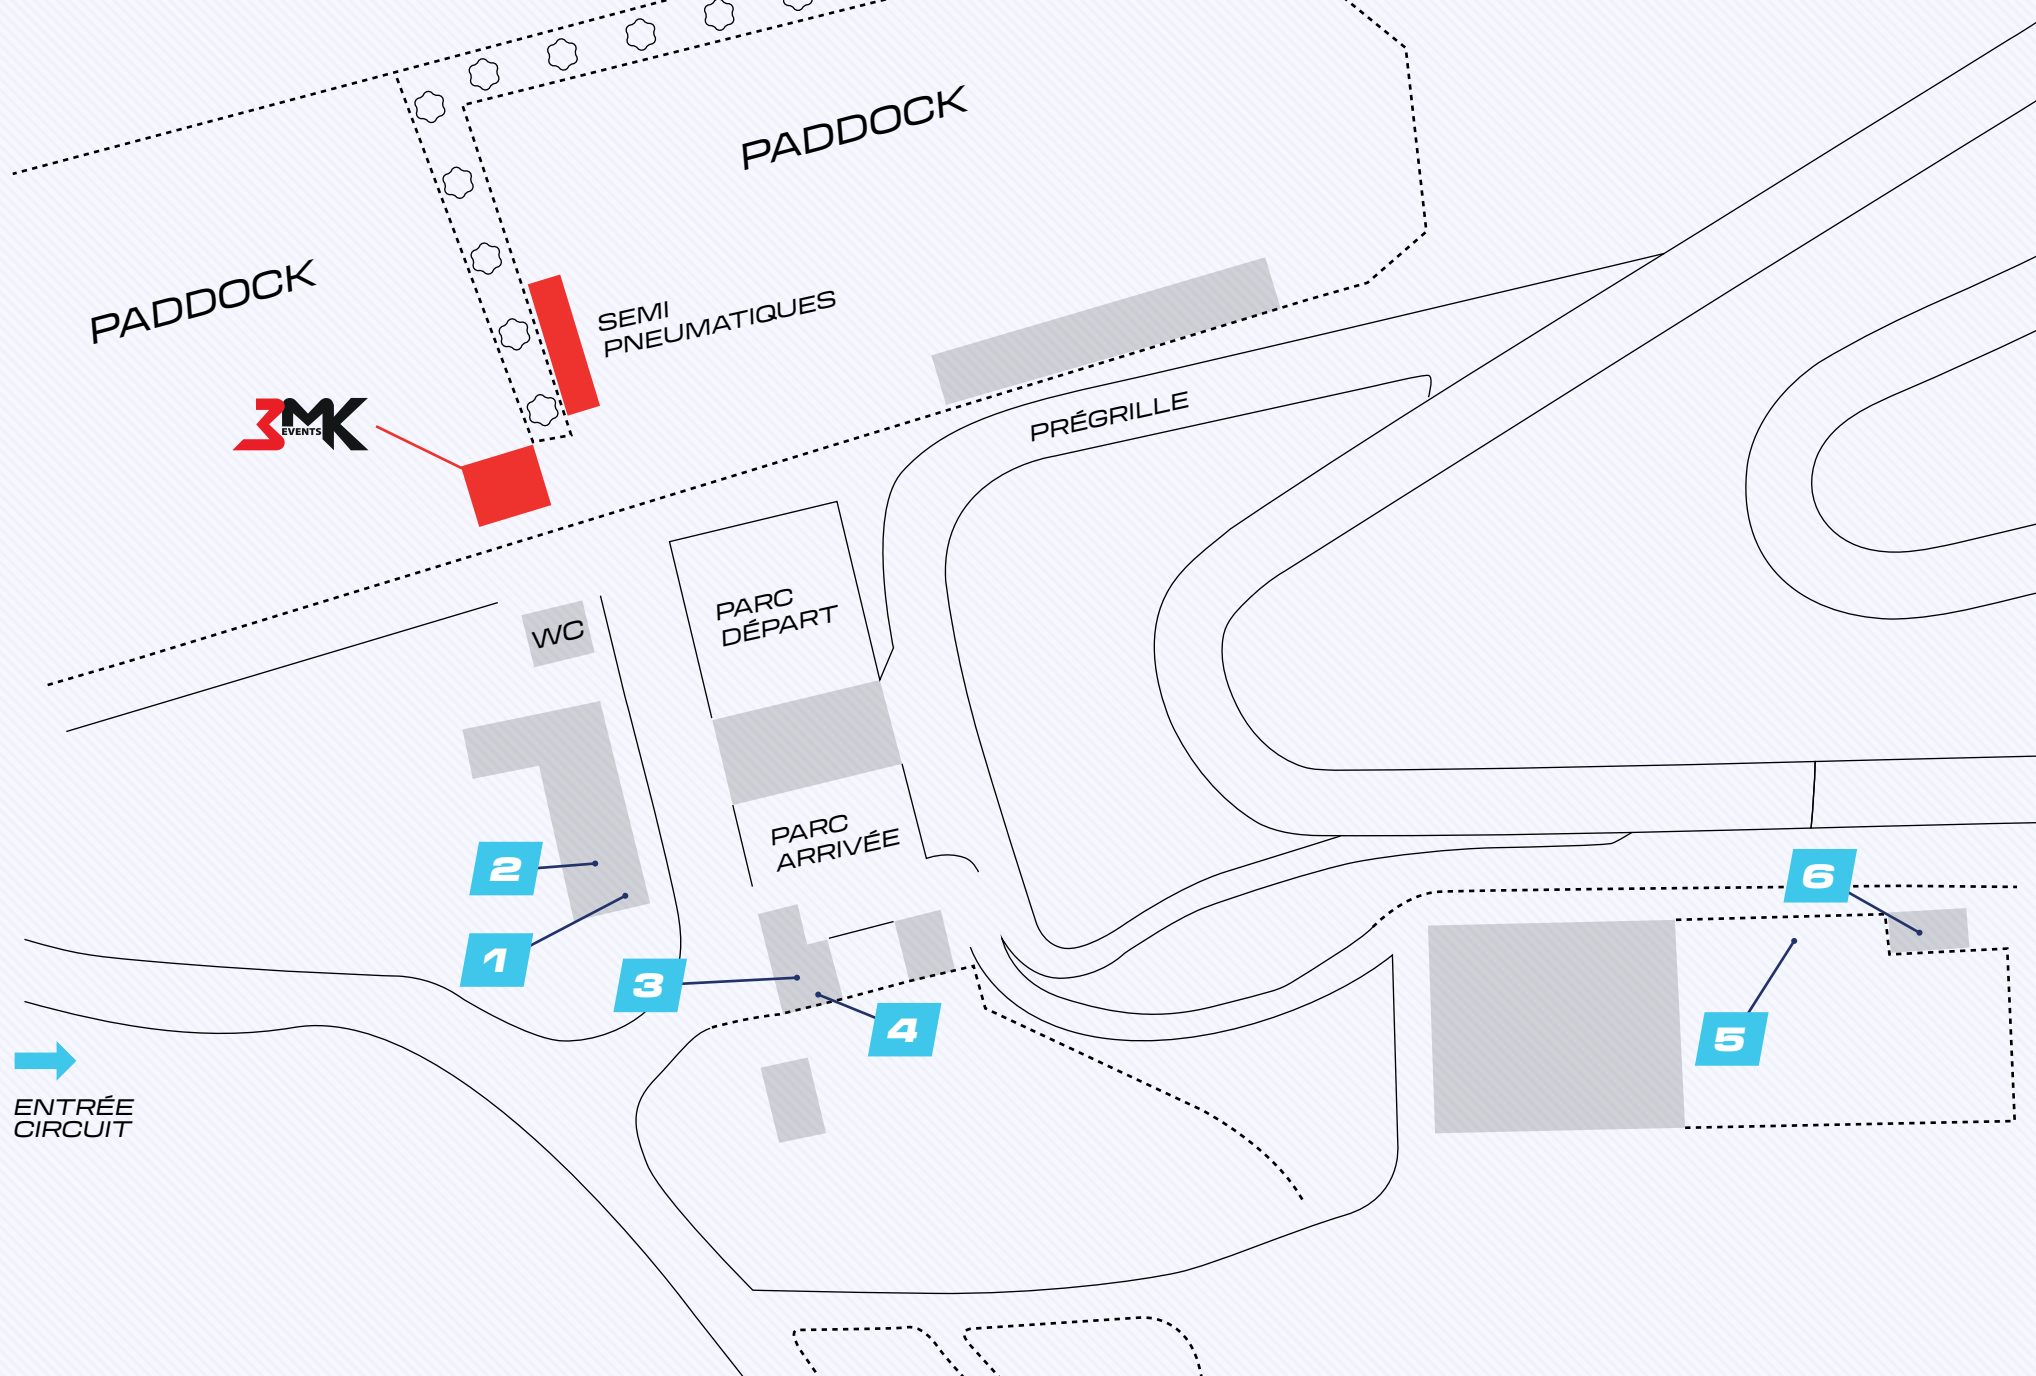 PADDOCK
PADDOCK
SEMI
PNEUMATIQUES
3MK
EVENTS
PRÉGRILLE
PARC
DÉPART
WC
PARC
ARRIVÉE
2
6
1
3
4
5
ENTRÉE
CIRCUIT